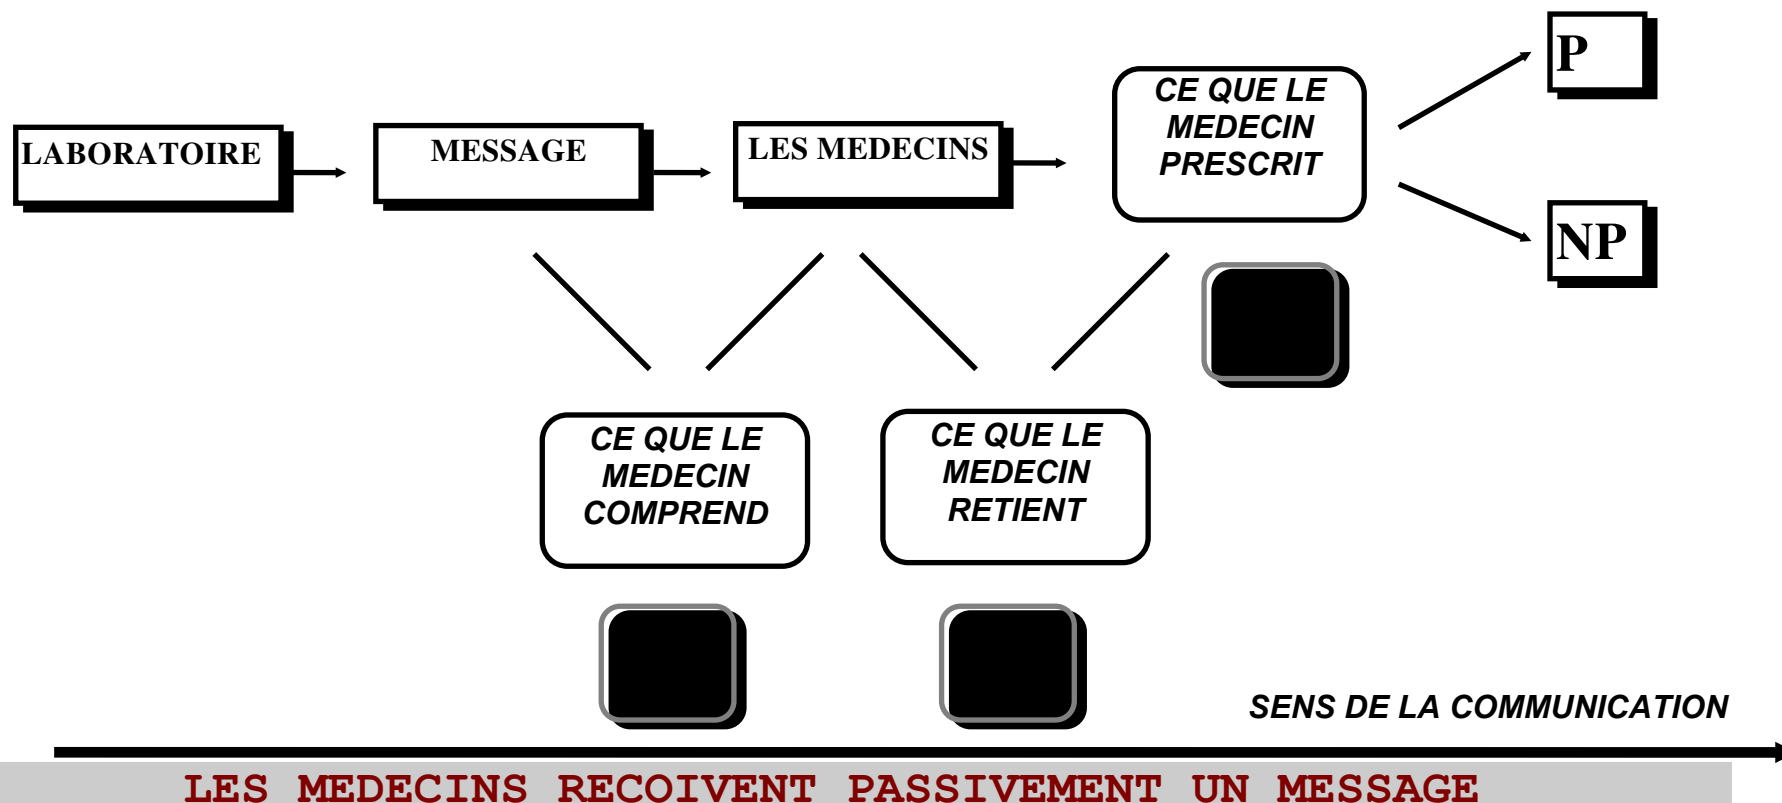 LABORATOIRE
MESSAGE
LES MEDECINS
CE QUE LE
MEDECIN
PRESCRIT
P
NP
CE QUE LE
MEDECIN
COMPREND
CE QUE LE
MEDECIN
RETIENT
SENS DE LA COMMUNICATION
LES MEDECINS RECOIVENT PASSIVEMENT UN MESSAGE